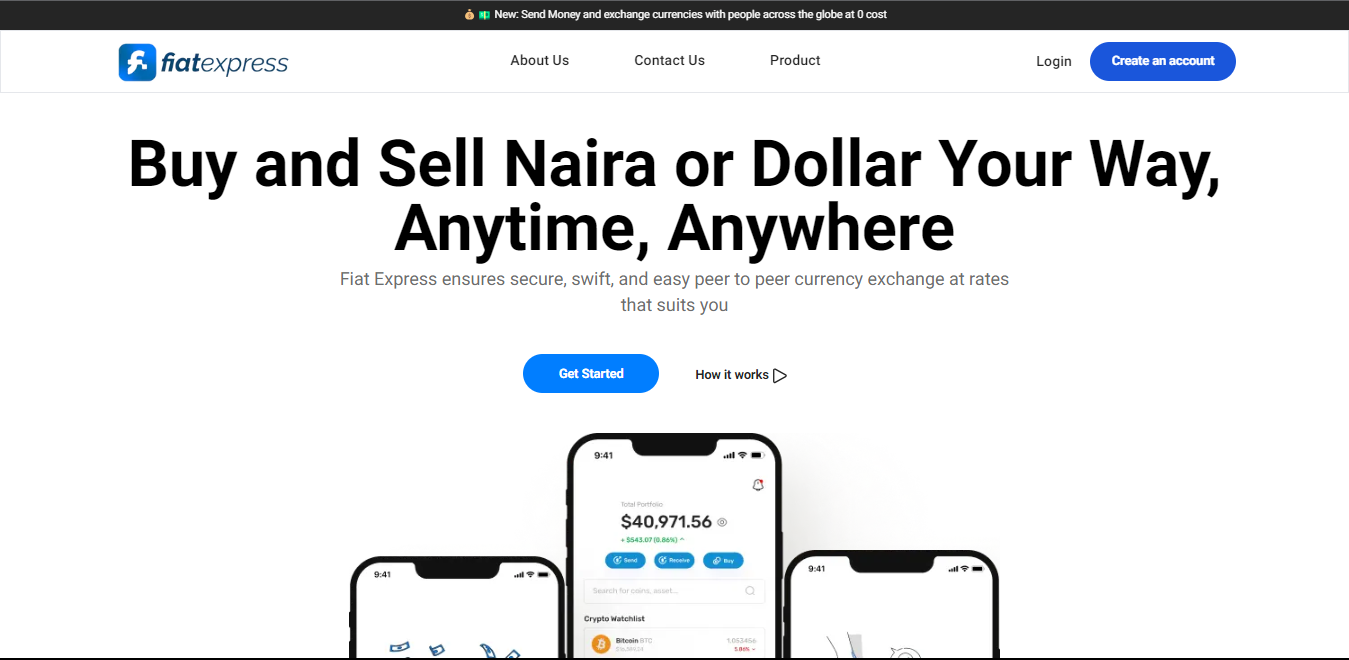 💰 💵 New: Send Money and exchange currencies with people across the globe at 0 cost
fiatexpress
About Us
Contact Us
Product
Login
Create an account
Buy and Sell Naira or Dollar Your Way,
Anytime, Anywhere
Fiat Express ensures secure, swift, and easy peer to peer currency exchange at rates
that suits you
Get Started
How it works
9:41
Total Portfolio
$40,971.56
+ $543.07 (0.86%)
Send
Receive
Buy
Search for coins, asset...
Crypto Watchlist
Bitcoin BTC
1,053456
5.86%
9:41
9:41